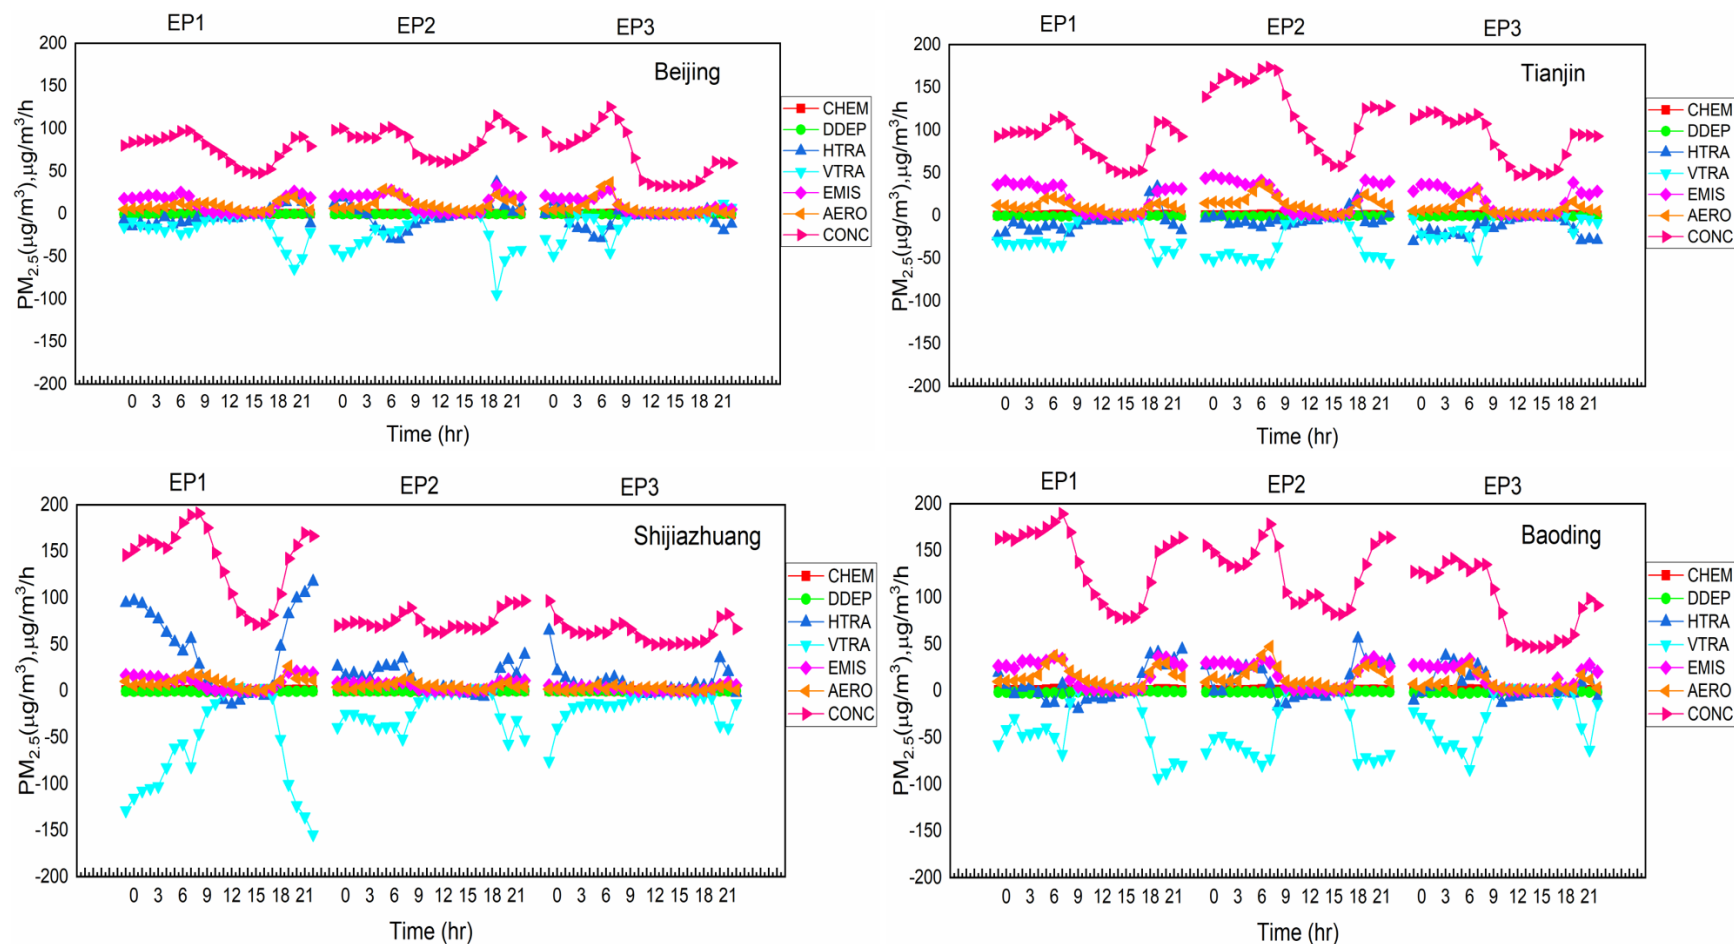 EP1 EP2 EP3
Beijing
200
150
100
50
0
-50
-100
-150
-200
PM2.5(μg/m³),μg/m³/h
0 3 6 9 12 15 18 21 0 3 6 9 12 15 18 21 0 3 6 9 12 15 18 21
Time (hr)
CHEM
DDEP
HTRA
VTRA
EMIS
AERO
CONC
EP1 EP2 EP3
Tianjin
200
150
100
50
0
-50
-100
-150
-200
PM2.5(μg/m³),μg/m³/h
0 3 6 9 12 15 18 21 0 3 6 9 12 15 18 21 0 3 6 9 12 15 18 21
Time (hr)
CHEM
DDEP
HTRA
VTRA
EMIS
AERO
CONC
EP1 EP2 EP3
Shijiazhuang
200
150
100
50
0
-50
-100
-150
-200
PM2.5(μg/m³),μg/m³/h
0 3 6 9 12 15 18 21 0 3 6 9 12 15 18 21 0 3 6 9 12 15 18 21
Time (hr)
CHEM
DDEP
HTRA
VTRA
EMIS
AERO
CONC
EP1 EP2 EP3
Baoding
200
150
100
50
0
-50
-100
-150
-200
PM2.5(μg/m³),μg/m³/h
0 3 6 9 12 15 18 21 0 3 6 9 12 15 18 21 0 3 6 9 12 15 18 21
Time (hr)
CHEM
DDEP
HTRA
VTRA
EMIS
AERO
CONC